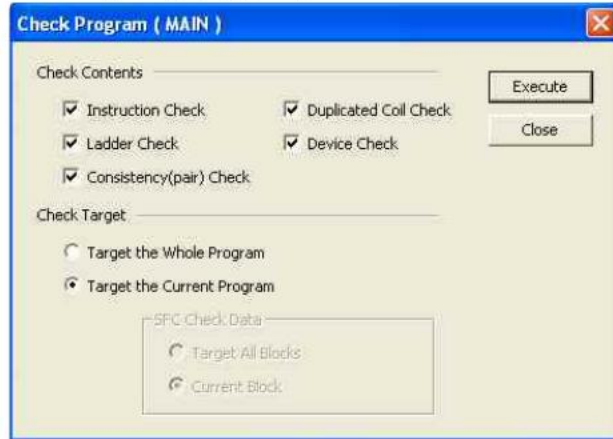 Check Program ( MAIN )
Check Contents
Instruction Check
Duplicated Coil Check
Ladder Check
Device Check
Consistency(pair) Check
Execute
Close
Check Target
Target the Whole Program
Target the Current Program
SFC Check Data
Target All Blocks
Current Block